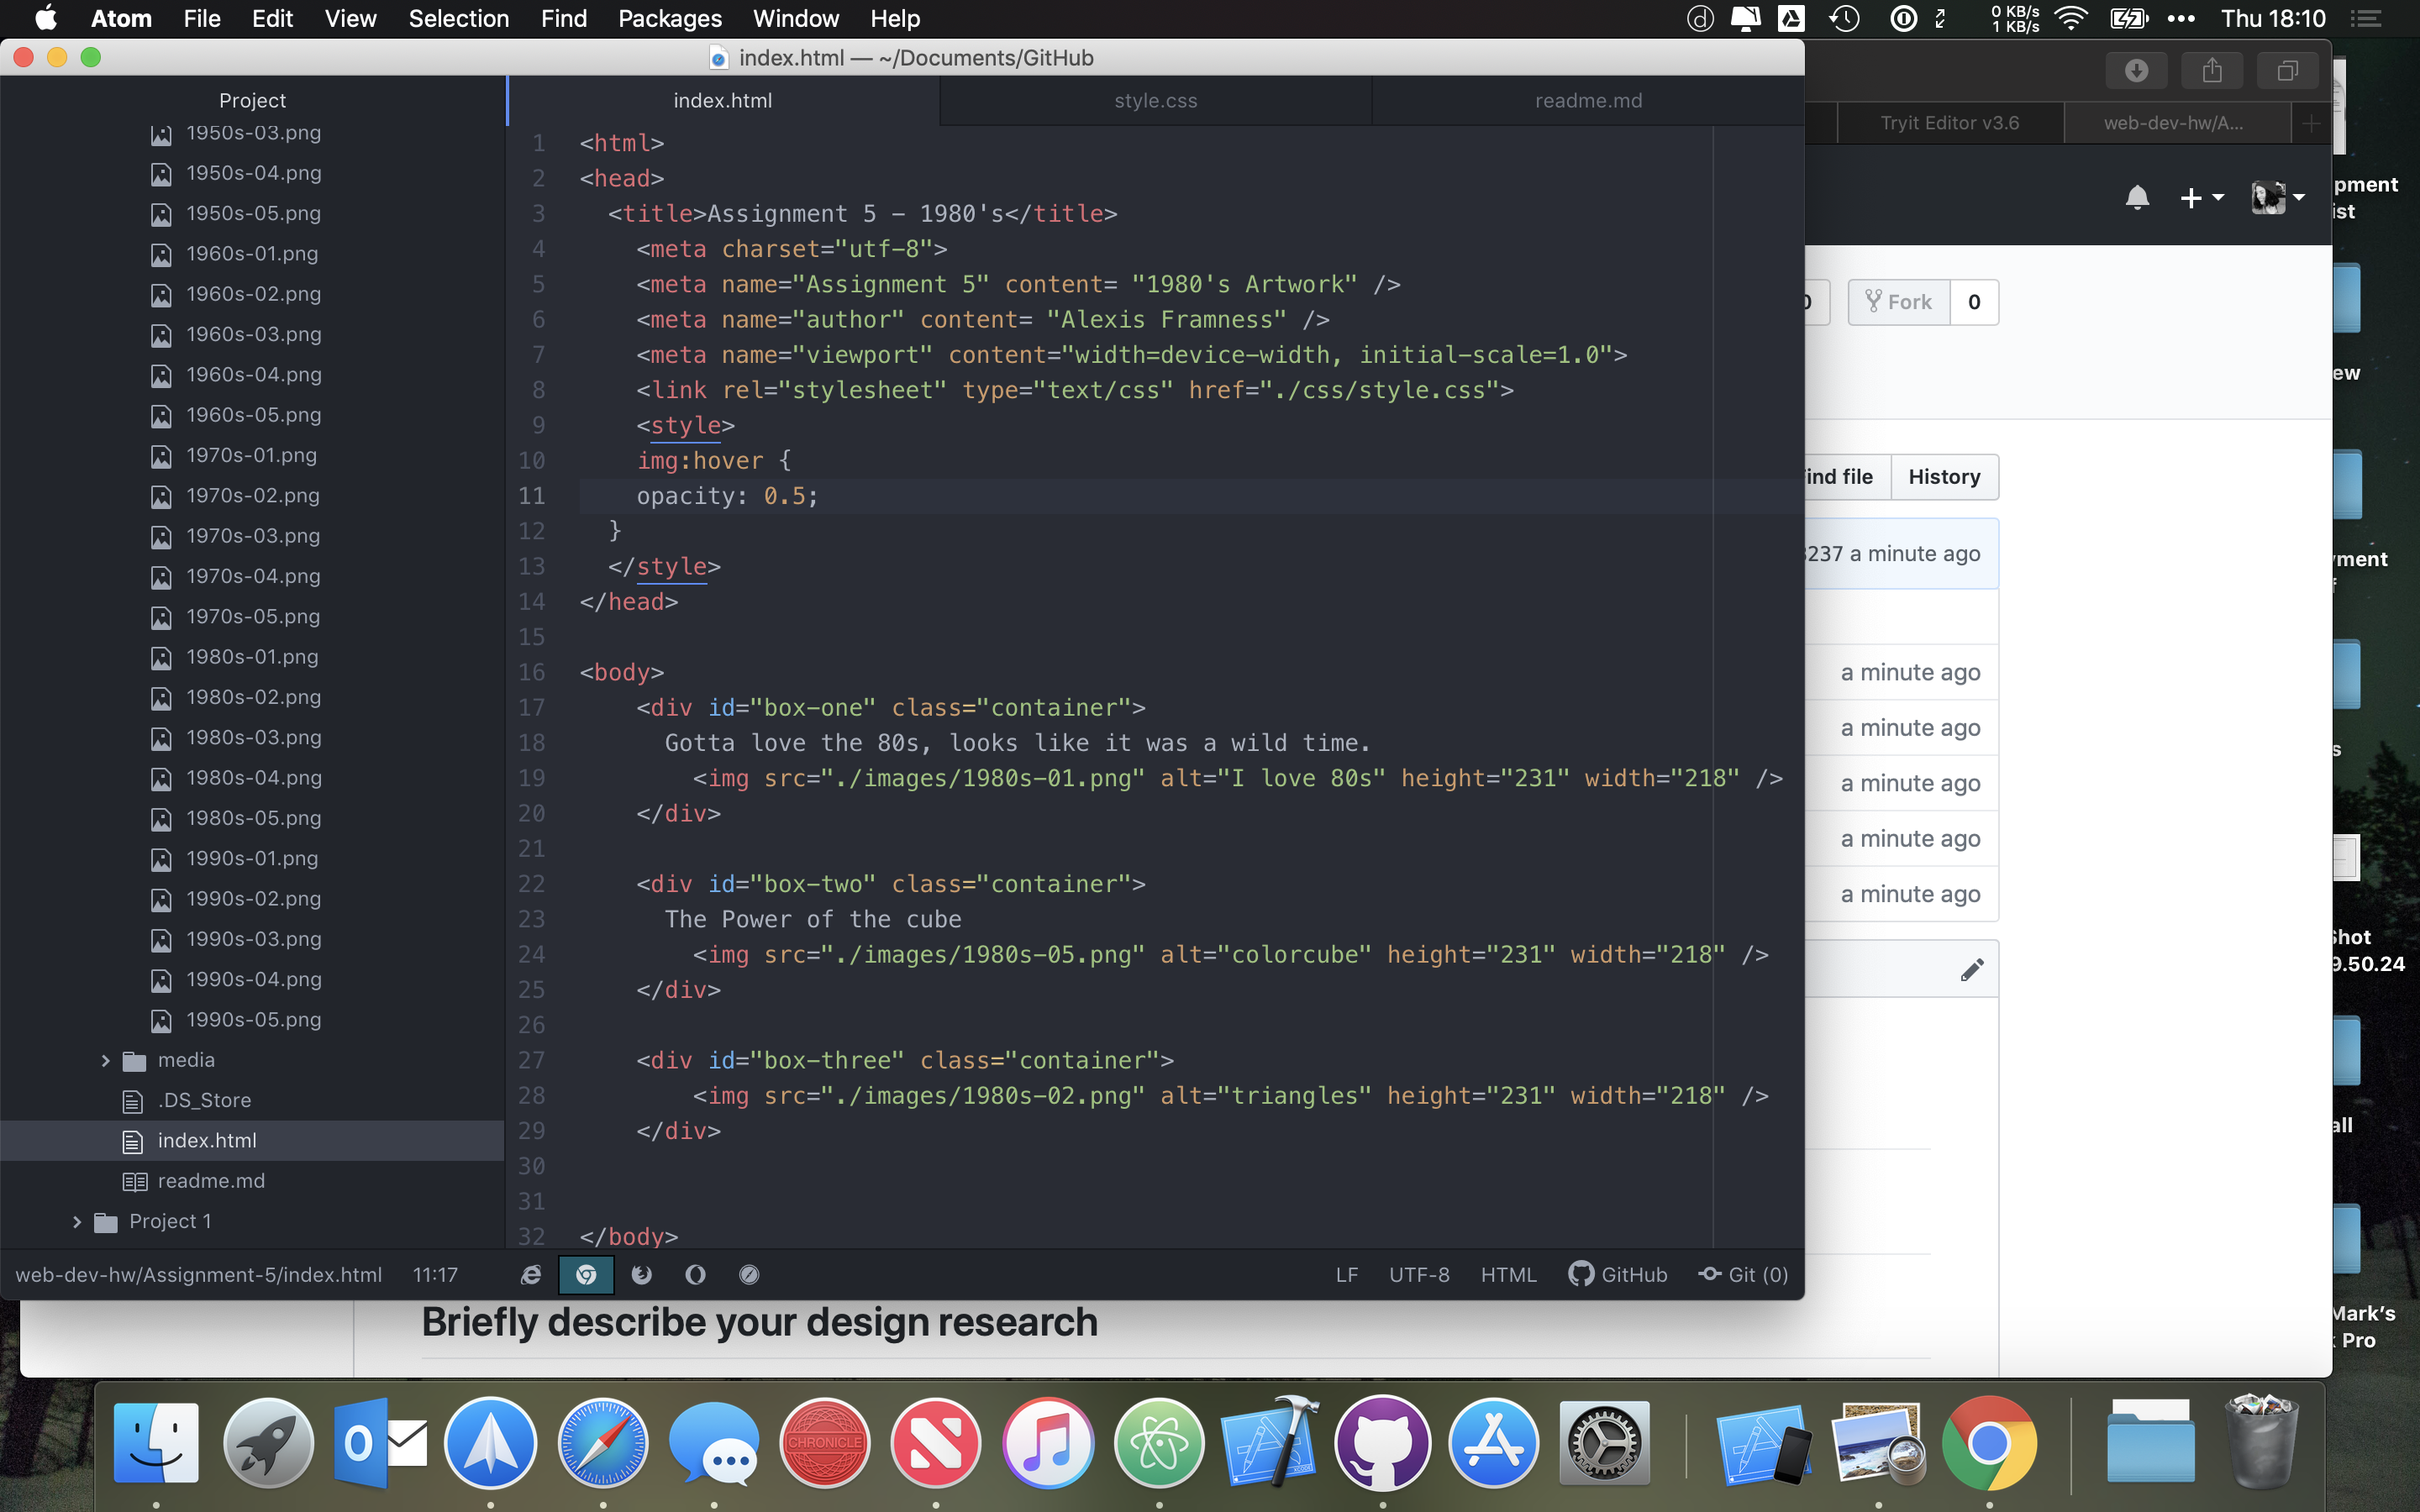 Atom File Edit View Selection Find Packages Window Help
0 KB/s
1 KB/s
Thu 18:10
index.html — ~/Documents/GitHub
Project
1950s-03.png
1950s-04.png
1950s-05.png
1960s-01.png
1960s-02.png
1960s-03.png
1960s-04.png
1960s-05.png
1970s-01.png
1970s-02.png
1970s-03.png
1970s-04.png
1970s-05.png
1980s-01.png
1980s-02.png
1980s-03.png
1980s-04.png
1980s-05.png
1990s-01.png
1990s-02.png
1990s-03.png
1990s-04.png
1990s-05.png
media
.DS_Store
index.html
readme.md
Project 1
index.html style.css readme.md
1 <html>
2 <head>
3 <title>Assignment 5 - 1980's</title>
4 <meta charset="utf-8">
5 <meta name="Assignment 5" content= "1980's Artwork" />
6 <meta name="author" content= "Alexis Framness" />
7 <meta name="viewport" content="width=device-width, initial-scale=1.0">
8 <link rel="stylesheet" type="text/css" href="./css/style.css">
9 <style>
10 img:hover {
11 opacity: 0.5;
12 }
13 </style>
14 </head>
15
16 <body>
17 <div id="box-one" class="container">
18 Gotta love the 80s, looks like it was a wild time.
19 <img src="./images/1980s-01.png" alt="I love 80s" height="231" width="218" />
20 </div>
21
22 <div id="box-two" class="container">
23 The Power of the cube
24 <img src="./images/1980s-05.png" alt="colorcube" height="231" width="218" />
25 </div>
26
27 <div id="box-three" class="container">
28 <img src="./images/1980s-02.png" alt="triangles" height="231" width="218" />
29 </div>
30
31
32 </body>
web-dev-hw/Assignment-5/index.html 11:17
LF UTF-8 HTML GitHub Git (0)
Tryit Editor v3.6
web-dev-hw/A...
Fork 0
ind file History
237 a minute ago
a minute ago
a minute ago
a minute ago
a minute ago
a minute ago
Briefly describe your design research
pment
ist
ew
yment
s
Shot
9.50.24
all
Mark's
Pro
CHRONICLE